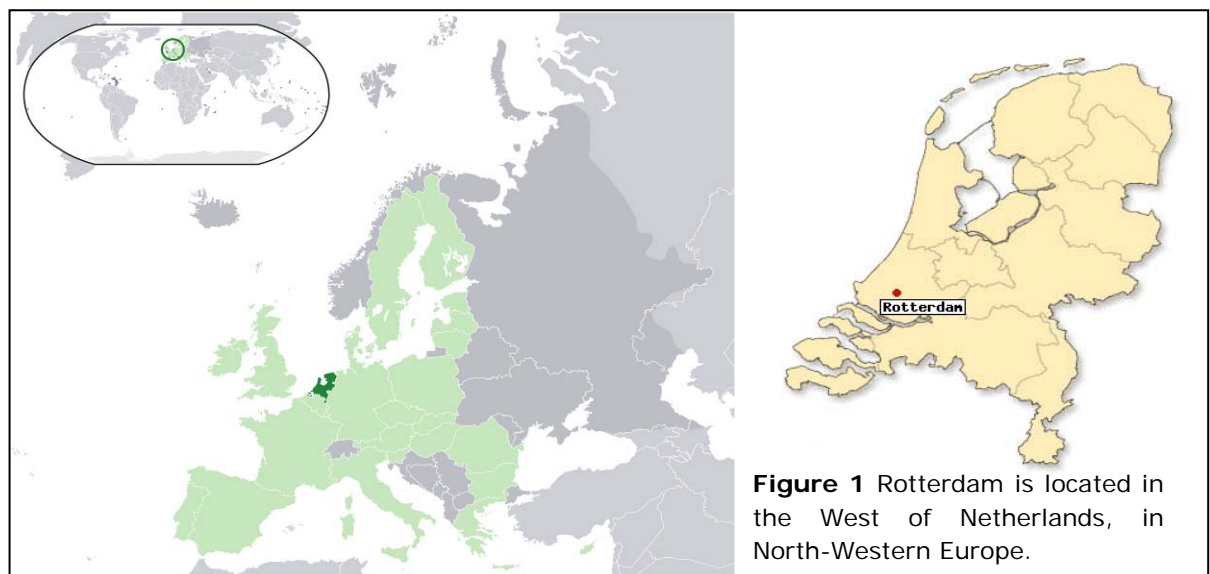 Rotterdam
Figure 1 Rotterdam is located in
the West of Netherlands, in
North-Western Europe.